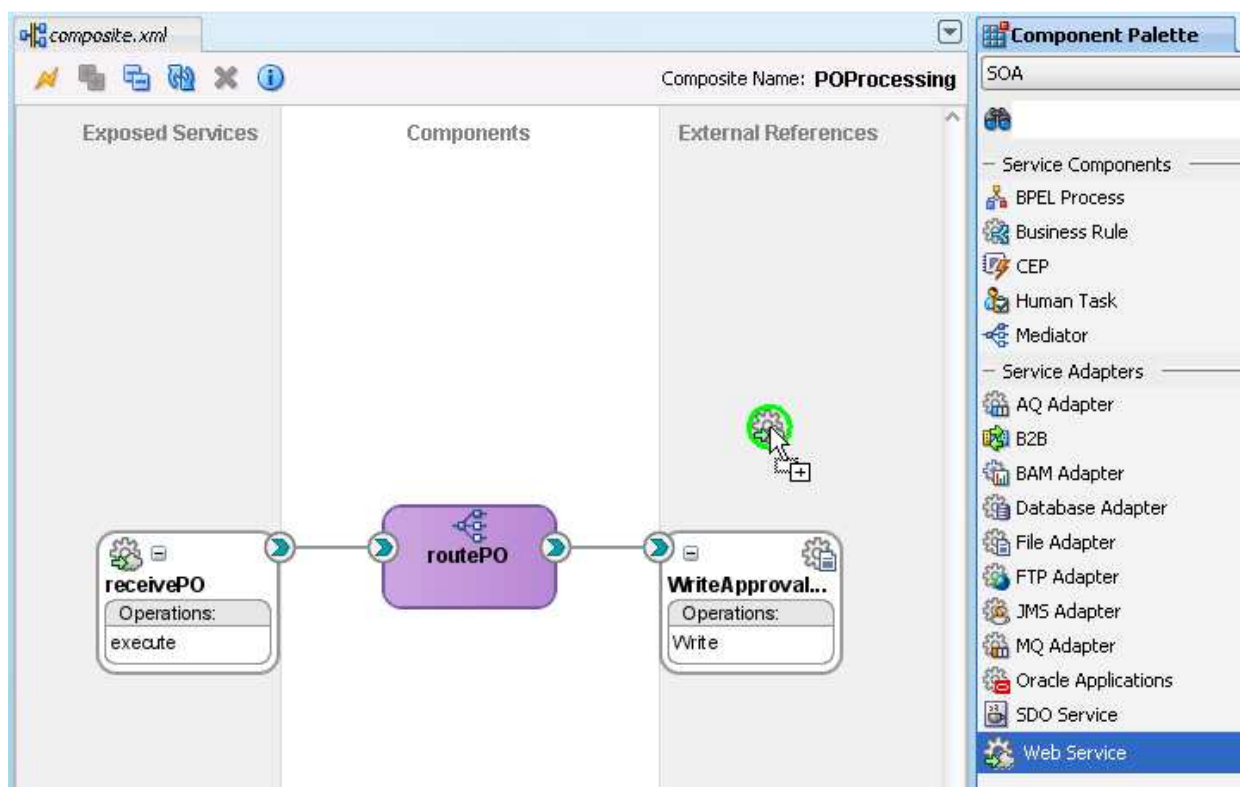 composite.xml
Composite Name: POProcessing
Exposed Services
Components
External References
receivePO
Operations:
execute
routePO
WriteApproval...
Operations:
Write
Component Palette
SOA
Service Components
BPEL Process
Business Rule
CEP
Human Task
Mediator
Service Adapters
AQ Adapter
B2B
BAM Adapter
Database Adapter
File Adapter
FTP Adapter
JMS Adapter
MQ Adapter
Oracle Applications
SDO Service
Web Service